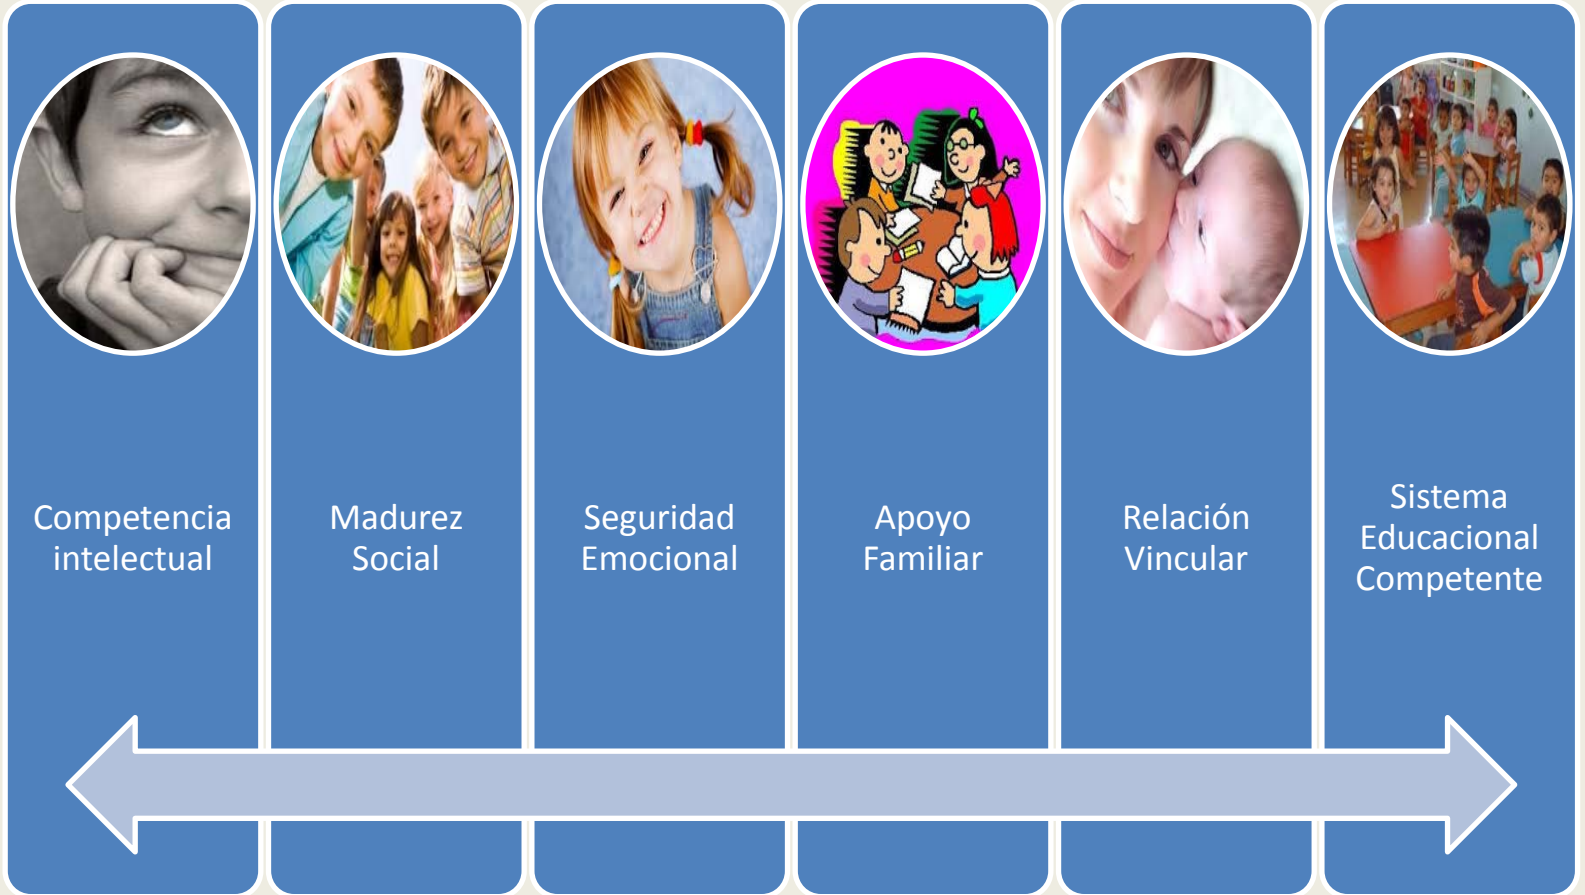 Competencia
intelectual
Madurez
Social
Seguridad
Emocional
Apoyo
Familiar
Relación
Vincular
Sistema
Educacional
Competente